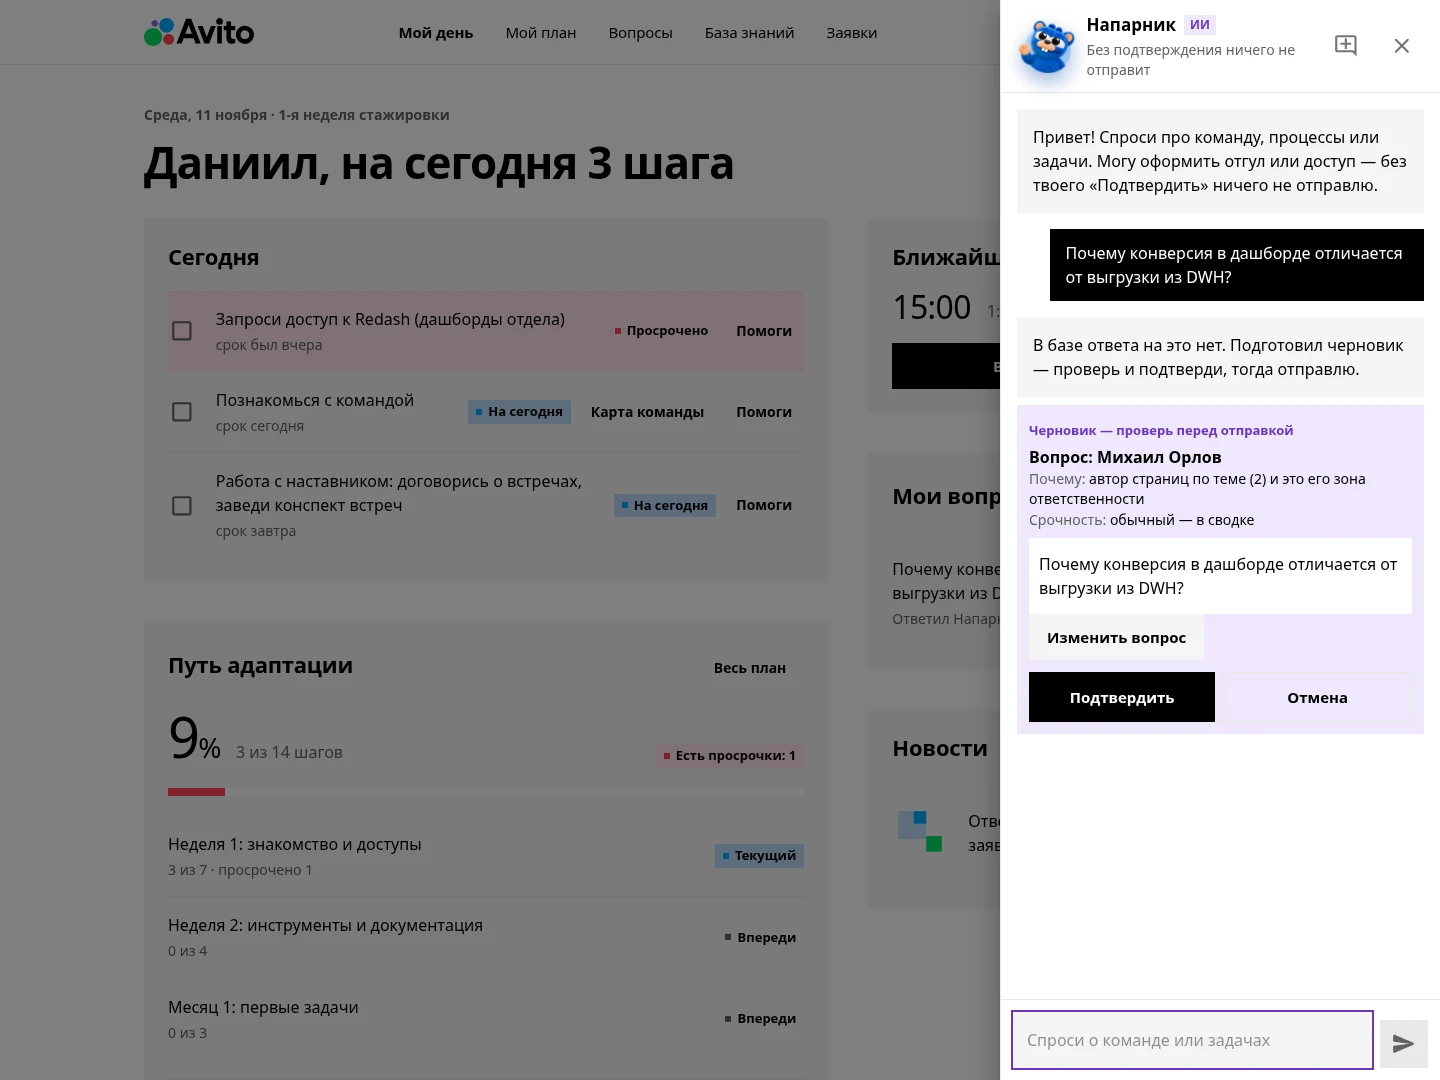 Avito
Мой день
Мой план
Вопросы
База знаний
Заявки
Среда, 11 ноября · 1-я неделя стажировки
Даниил, на сегодня 3 шага
Сегодня
Запроси доступ к Redash (дашборды отдела)
срок был вчера
Просрочено
Помоги
Познакомься с командой
срок сегодня
На сегодня
Карта команды
Помоги
Работа с наставником: договорись о встречах,
заведи конспект встреч
срок завтра
На сегодня
Помоги
Путь адаптации
Весь план
9%
3 из 14 шагов
Есть просрочки: 1
Неделя 1: знакомство и доступы
3 из 7 · просрочено 1
Текущий
Неделя 2: инструменты и документация
0 из 4
Впереди
Месяц 1: первые задачи
0 из 3
Впереди
15:00
Новости
Напарник
ИИ
Без подтверждения ничего не
отправит
Привет! Спроси про команду, процессы или
задачи. Могу оформить отгул или доступ — без
твоего «Подтвердить» ничего не отправлю.
Почему конверсия в дашборде отличается
от выгрузки из DWH?
В базе ответа на это нет. Подготовил черновик
— проверь и подтверди, тогда отправлю.
Черновик — проверь перед отправкой
Вопрос: Михаил Орлов
Почему: автор страниц по теме (2) и это его зона
ответственности
Срочность: обычный — в сводке
Почему конверсия в дашборде отличается от
выгрузки из DWH?
Изменить вопрос
Подтвердить
Отмена
Спроси о команде или задачах